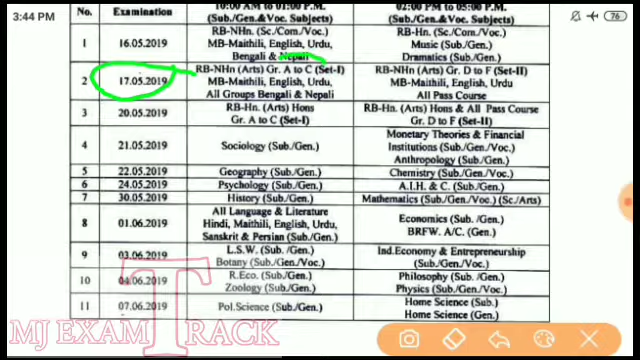 3:44 PM
76
No.
Examination
10:00 AM to 01:00 PM
(Sub./Gen.&Voc. Subjects)
02:00 PM to 05:00 PM
(Sub./Gen.&Voc. Subjects)
1
16.05.2019
RB-NHn. (Sc./Com./Voc.)
MB-Maithili, English, Urdu,
Bengali & Nepali
RB-Hn. (Sc./Com./Voc.)
Music (Sub./Gen.)
Dramatics (Sub./Gen.)
2
17.05.2019
RB-NHn (Arts) Gr. A to C (Set-I)
MB-Maithili, English, Urdu,
All Groups Bengali & Nepali
RB-NHn (Arts) Gr. D to F (Set-II)
MB-Maithili, English, Urdu
All Pass Course
3
20.05.2019
RB-Hn. (Arts) Hons
Gr. A to C (Set-I)
RB-Hn. (Arts) Hons & All Pass Course
Gr. D to F (Set-II)
4
21.05.2019
Sociology (Sub./Gen.)
Monetary Theories & Financial
Institutions (Sub./Gen./Voc.)
Anthropology (Sub./Gen.)
5
22.05.2019
Geography (Sub./Gen.)
Chemistry (Sub./Gen./Voc.)
6
24.05.2019
Psychology (Sub./Gen.)
A.I.H. & C. (Sub./Gen.)
7
30.05.2019
History (Sub./Gen.)
Mathematics (Sub./Gen./Voc.) (Sc./Arts)
8
01.06.2019
All Language & Literature
Hindi, Maithili, English, Urdu,
Sanskrit & Persian (Sub./Gen.)
Economics (Sub. /Gen.)
BRFW. A/C. (Gen.)
9
03.06.2019
L.S.W. (Sub./Gen.)
Botany (Sub./Gen./Voc.)
Ind.Economy & Entrepreneurship
(Sub./Gen./Voc.)
10
04.06.2019
R.Eco. (Sub./Gen.)
Zoology (Sub./Gen.)
Philosophy (Sub./Gen.)
Physics (Sub./Gen./Voc.)
11
07.06.2019
Pol.Science (Sub./Gen.)
Home Science (Sub.)
Home Science (Gen.)
MJ EXAM TRACK